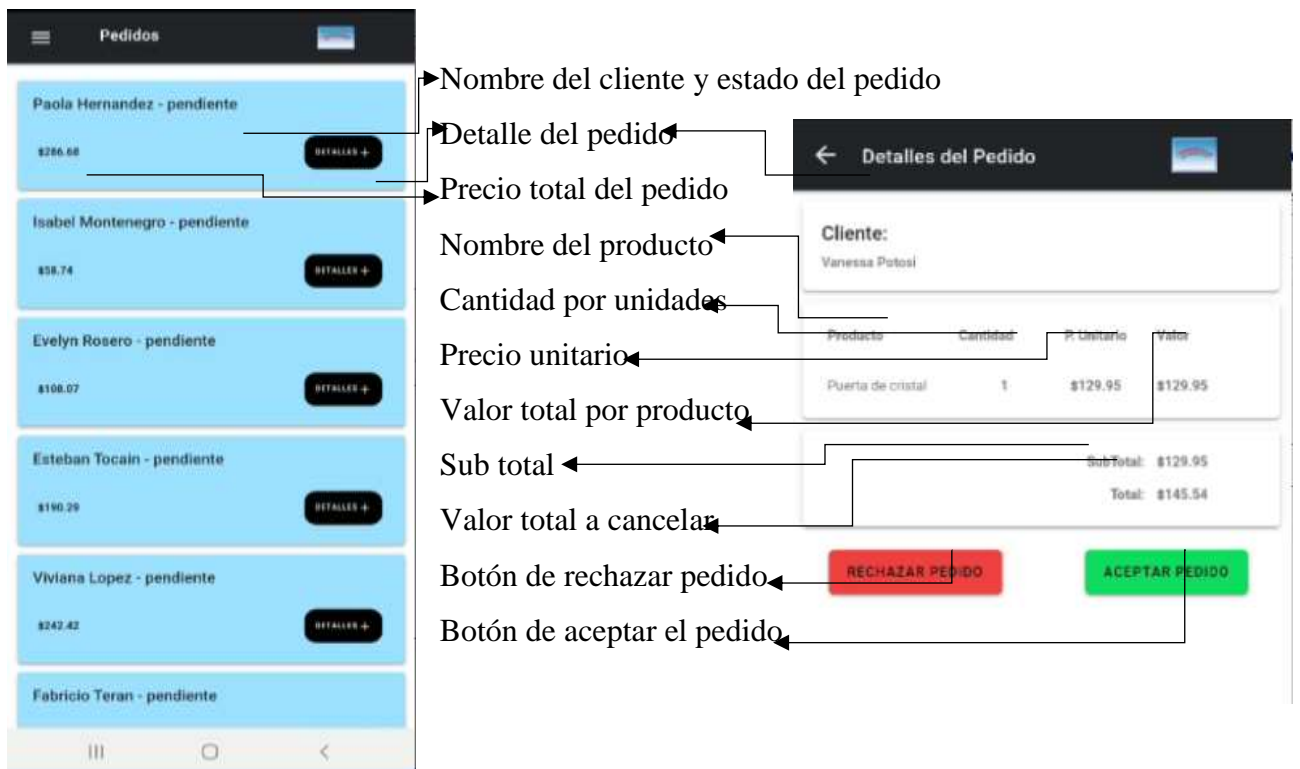 Pedidos
Paola Hernandez - pendiente
$286.68
DETALLES +
Isabel Montenegro - pendiente
$58.74
DETALLES +
Evelyn Rosero - pendiente
$108.07
DETALLES +
Esteban Tocain - pendiente
$190.29
DETALLES +
Viviana Lopez - pendiente
$242.42
DETALLES +
Fabricio Teran - pendiente
Nombre del cliente y estado del pedido
Detalle del pedido
Precio total del pedido
Nombre del producto
Cantidad por unidades
Precio unitario
Valor total por producto
Sub total
Valor total a cancelar
Botón de rechazar pedido
Botón de aceptar el pedido
Detalles del Pedido
Cliente:
Vanessa Potosi
Producto Cantidad P. Unitario Valor
Puerta de cristal 1 $129.95 $129.95
SubTotal: $129.95
Total: $145.54
RECHAZAR PEDIDO ACEPTAR PEDIDO